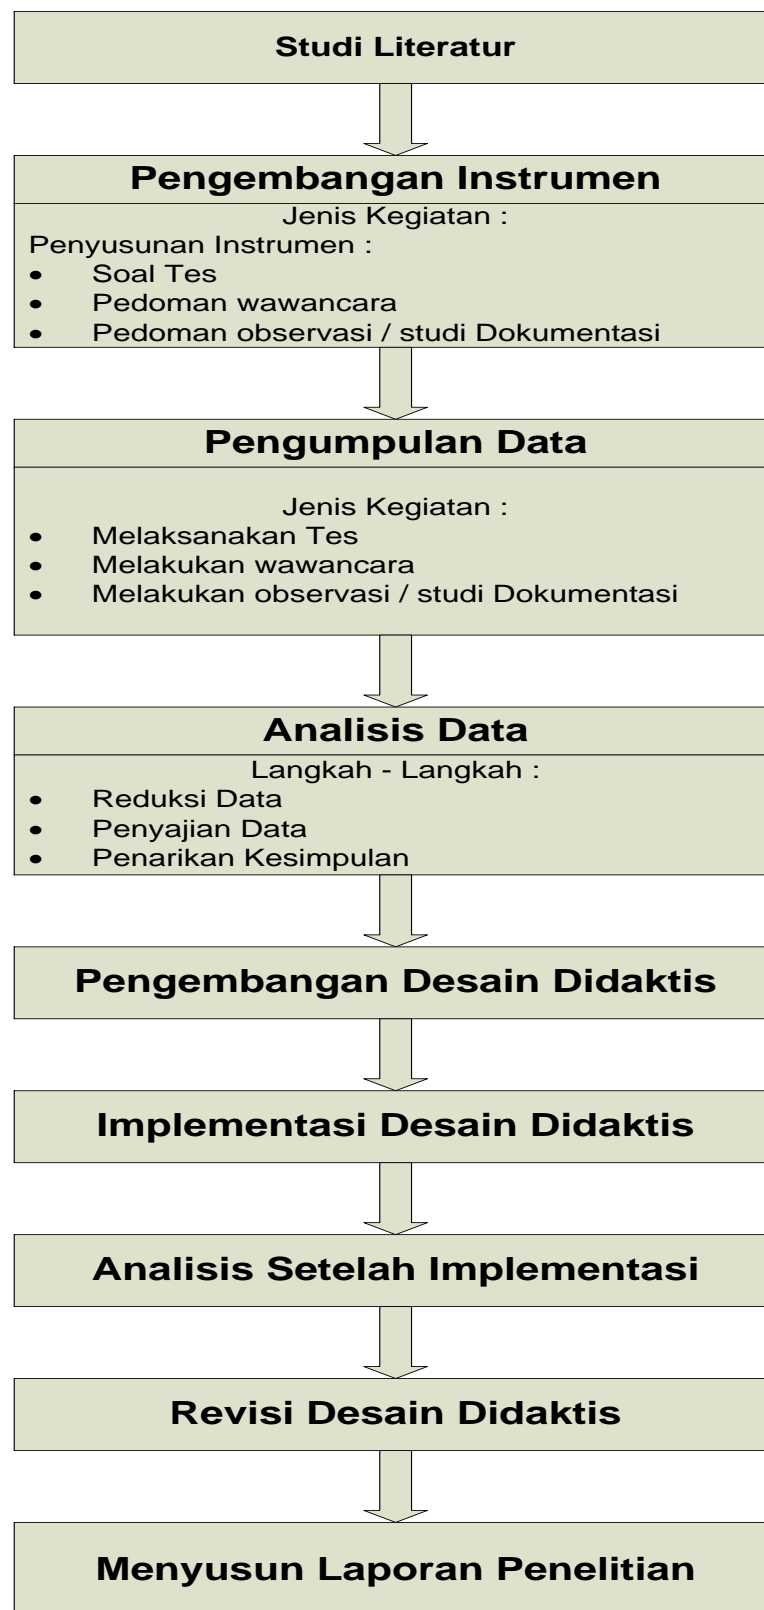 Studi Literatur
Pengembangan Instrumen
Jenis Kegiatan :
Penyusunan Instrumen :
• Soal Tes
• Pedoman wawancara
• Pedoman observasi / studi Dokumentasi
Pengumpulan Data
Jenis Kegiatan :
• Melaksanakan Tes
• Melakukan wawancara
• Melakukan observasi / studi Dokumentasi
Analisis Data
Langkah - Langkah :
• Reduksi Data
• Penyajian Data
• Penarikan Kesimpulan
Pengembangan Desain Didaktis
Implementasi Desain Didaktis
Analisis Setelah Implementasi
Revisi Desain Didaktis
Menyusun Laporan Penelitian